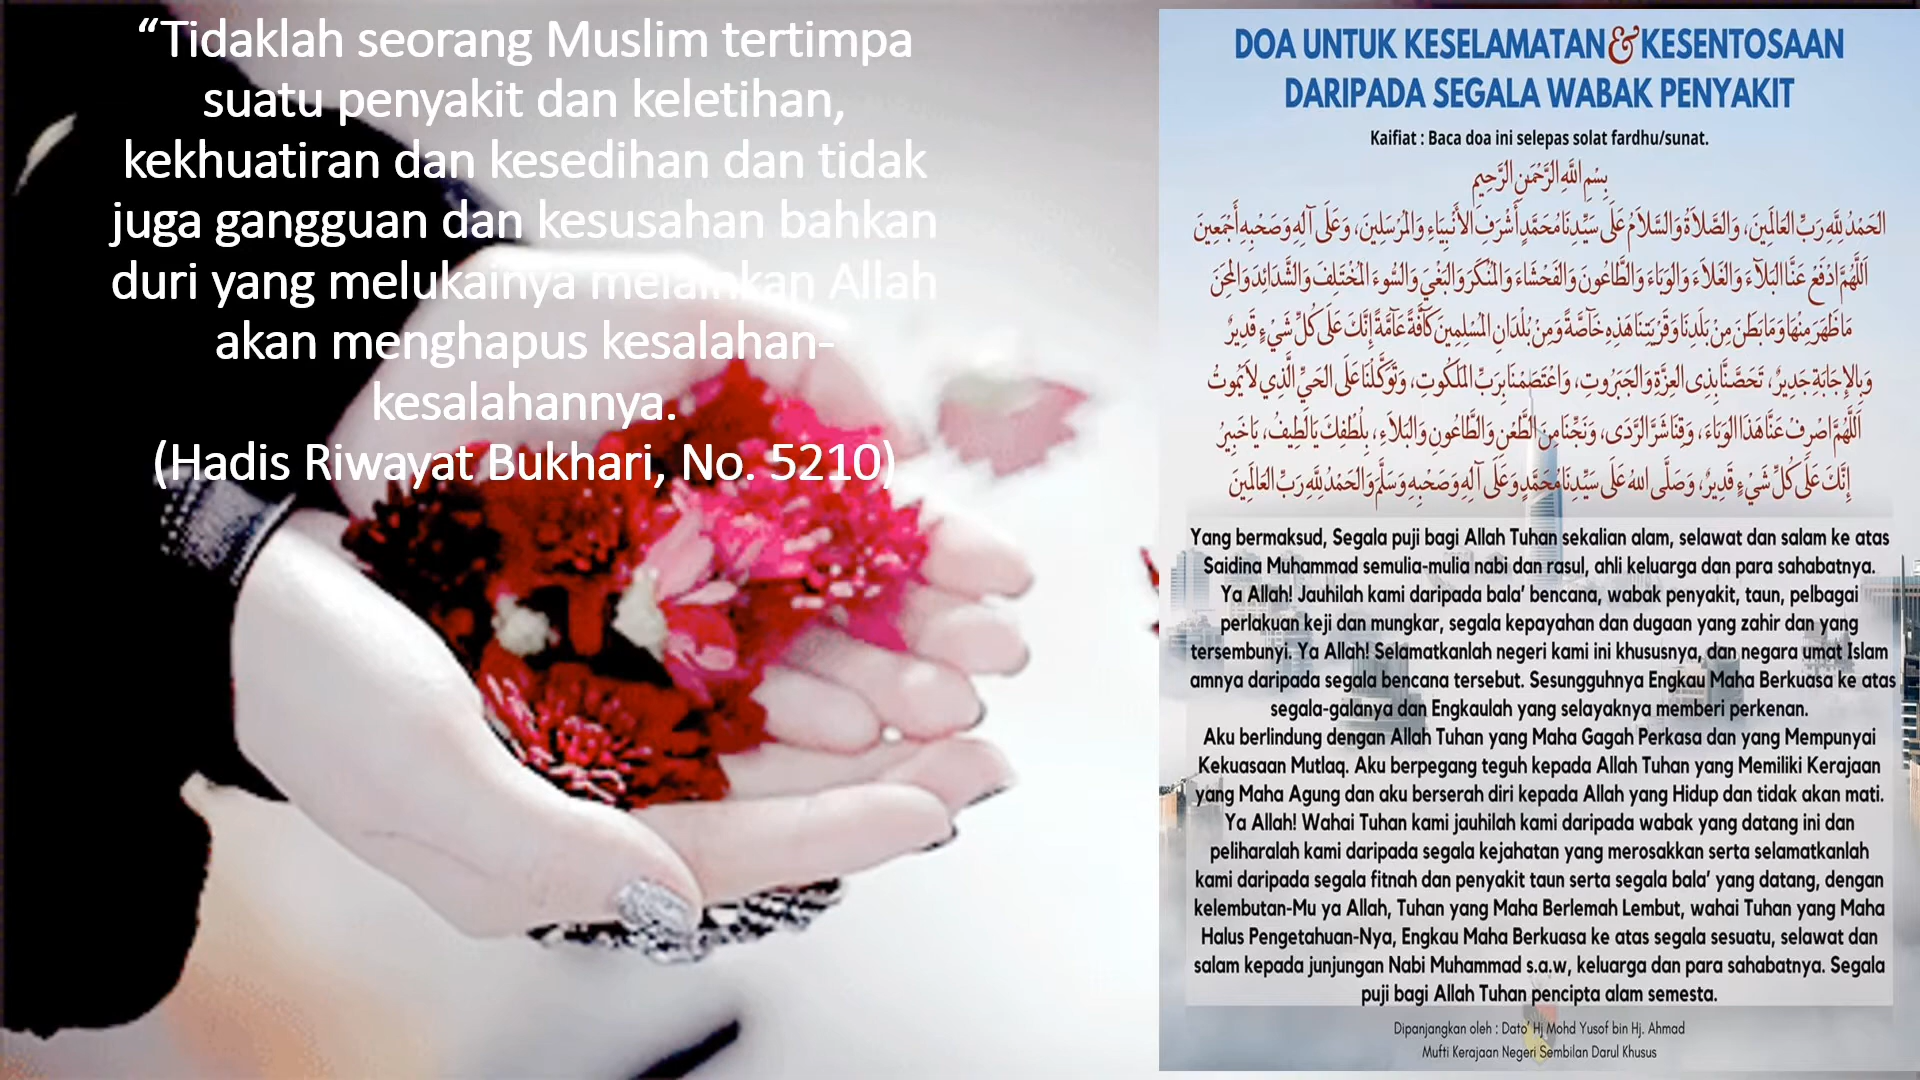 “Tidaklah seorang Muslim tertimpa
suatu penyakit dan keletihan,
kekhuatiran dan kesedihan dan tidak
juga gangguan dan kesusahan bahkan
duri yang melukainya melainkan Allah
akan menghapus kesalahan-
kesalahannya.
(Hadis Riwayat Bukhari, No. 5210)
DOA UNTUK KESELAMATAN & KESENTOSAAN
DARIPADA SEGALA WABAK PENYAKIT
Kaifiat : Baca doa ini selepas solat fardhu/sunat.
بِسْمِ اللَّهِ الرَّحْمَنِ الرَّحِيمِ
الحَمْدُ لِلَّهِ رَبِّ العَالَمِينَ، وَالصَّلَاةُ وَالسَّلَامُ عَلَى سَيِّدِنَا مُحَمَّدٍ أَشْرَفِ الأَنْبِيَاءِ وَالْمُرْسَلِينَ، وَعَلَى آلِهِ وَصَحْبِهِ أَجْمَعِينَ
اَللَّهُمَّ ادْفَعْ عَنَّا البَلَآءَ وَالغَلَاءَ وَالوَبَاءَ وَالطَّاعُونَ وَالفَحْشَاءَ وَالْمُنْكَرَ وَالبَغْيَ وَالسُّوءَ الْمُخْتَلِفَ وَالشَّدَائِدَ وَالْمِحَنَ
مَا ظَهَرَ مِنْهَا وَمَا بَطَنَ مِنْ بَلَدِنَا وَقَرْيَتِنَا هَذِهِ خَآصَّةً وَمِنْ بُلْدَانِ الْمُسْلِمِينَ كَآفَّةً عَآمَّةً إِنَّكَ عَلَى كُلِّ شَيْءٍ قَدِيرٌ
وَبِالإِجَابَةِ جَدِيرٌ، تَحَصَّنَّا بِذِى العِزَّةِ وَالجَبَرُوتِ، وَاعْتَصَمْنَا بِرَبِّ الْمَلَكُوتِ، وَتَوَكَّلْنَا عَلَى الحَيِّ الَّذِي لاَ يَمُوتُ
اَللَّهُمَّ اصْرِفْ عَنَّا هَذَا الوَبَاءَ، وَقِنَا شَرَّ الرَّدَى، وَنَجِّنَا مِنَ الطَّعْنِ وَالطَّاعُونِ وَالبَلَاءِ، بِلُطْفِكَ يَا لَطِيفُ، يَا خَبِيرُ
إِنَّكَ عَلَى كُلِّ شَيْءٍ قَدِيرٌ، وَصَلَّى اللهُ عَلَى سَيِّدِنَا مُحَمَّدٍ وَعَلَى آلِهِ وَصَحْبِهِ وَسَلَّمَ وَالحَمْدُ لِلَّهِ رَبِّ العَالَمِينَ
Yang bermaksud, Segala puji bagi Allah Tuhan sekalian alam, selawat dan salam ke atas
Saidina Muhammad semulia-mulia nabi dan rasul, ahli keluarga dan para sahabatnya.
Ya Allah! Jauhilah kami daripada bala’ bencana, wabak penyakit, taun, pelbagai
perlakuan keji dan mungkar, segala kepayahan dan dugaan yang zahir dan yang
tersembunyi. Ya Allah! Selamatkanlah negeri kami ini khususnya, dan negara umat Islam
amnya daripada segala bencana tersebut. Sesungguhnya Engkau Maha Berkuasa ke atas
segala-galanya dan Engkaulah yang selayaknya memberi perkenan.
Aku berlindung dengan Allah Tuhan yang Maha Gagah Perkasa dan yang Mempunyai
Kekuasaan Mutlaq. Aku berpegang teguh kepada Allah Tuhan yang Memiliki Kerajaan
yang Maha Agung dan aku berserah diri kepada Allah yang Hidup dan tidak akan mati.
Ya Allah! Wahai Tuhan kami jauhilah kami daripada wabak yang datang ini dan
peliharalah kami daripada segala kejahatan yang merosakkan serta selamatkanlah
kami daripada segala fitnah dan penyakit taun serta segala bala’ yang datang, dengan
kelembutan-Mu ya Allah, Tuhan yang Maha Berlemah Lembut, wahai Tuhan yang Maha
Halus Pengetahuan-Nya, Engkau Maha Berkuasa ke atas segala sesuatu, selawat dan
salam kepada junjungan Nabi Muhammad s.a.w, keluarga dan para sahabatnya. Segala
puji bagi Allah Tuhan pencipta alam semesta.
Dipanjangkan oleh : Dato’ Hj Mohd Yusof bin Hj. Ahmad
Mufti Kerajaan Negeri Sembilan Darul Khusus